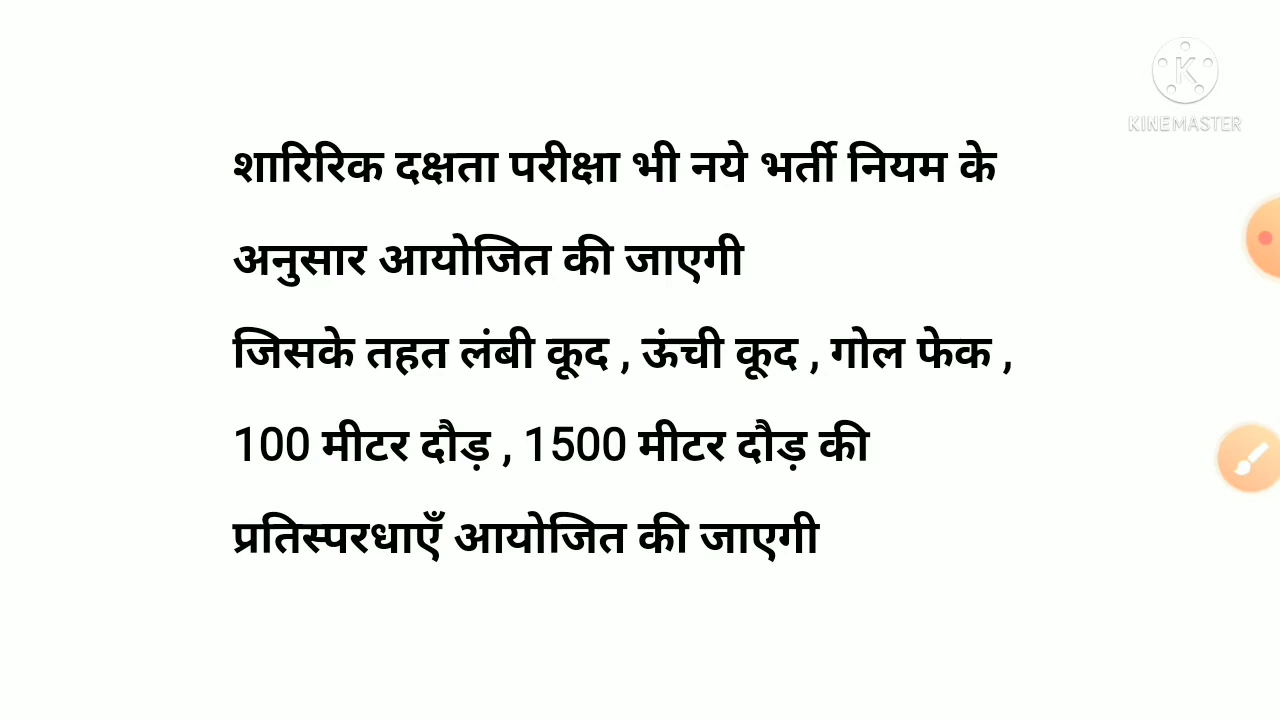 KINEMASTER
शारिरिक दक्षता परीक्षा भी नये भर्ती नियम के
अनुसार आयोजित की जाएगी
जिसके तहत लंबी कूद , ऊंची कूद , गोल फेक ,
100 मीटर दौड़ , 1500 मीटर दौड़ की
प्रतिस्परधाएँ आयोजित की जाएगी